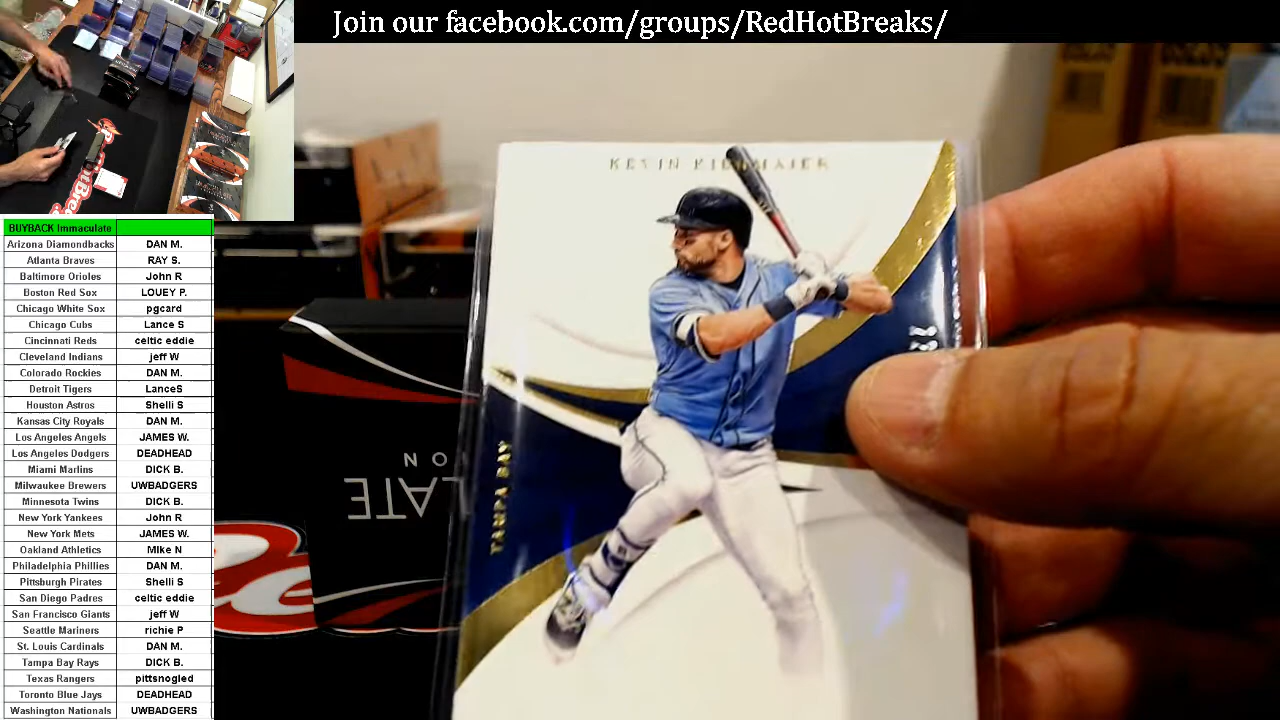 Join our facebook.com/groups/RedHotBreaks/
BUYBACK Immaculate
Arizona Diamondbacks DAN M.
Atlanta Braves RAY S.
Baltimore Orioles John R
Boston Red Sox LOUEY P.
Chicago White Sox pgcard
Chicago Cubs Lance S
Cincinnati Reds celtic eddie
Cleveland Indians jeff W
Colorado Rockies DAN M.
Detroit Tigers LanceS
Houston Astros Shelli S
Kansas City Royals DAN M.
Los Angeles Angels JAMES W.
Los Angeles Dodgers DEADHEAD
Miami Marlins DICK B.
Milwaukee Brewers UWBADGERS
Minnesota Twins DICK B.
New York Yankees John R
New York Mets JAMES W.
Oakland Athletics Mike N
Philadelphia Phillies DAN M.
Pittsburgh Pirates Shelli S
San Diego Padres celtic eddie
San Francisco Giants jeff W
Seattle Mariners richie P
St. Louis Cardinals DAN M.
Tampa Bay Rays DICK B.
Texas Rangers pittsnogled
Toronto Blue Jays DEADHEAD
Washington Nationals UWBADGERS
KEVIN KIERMAIER
TAMPA BAY